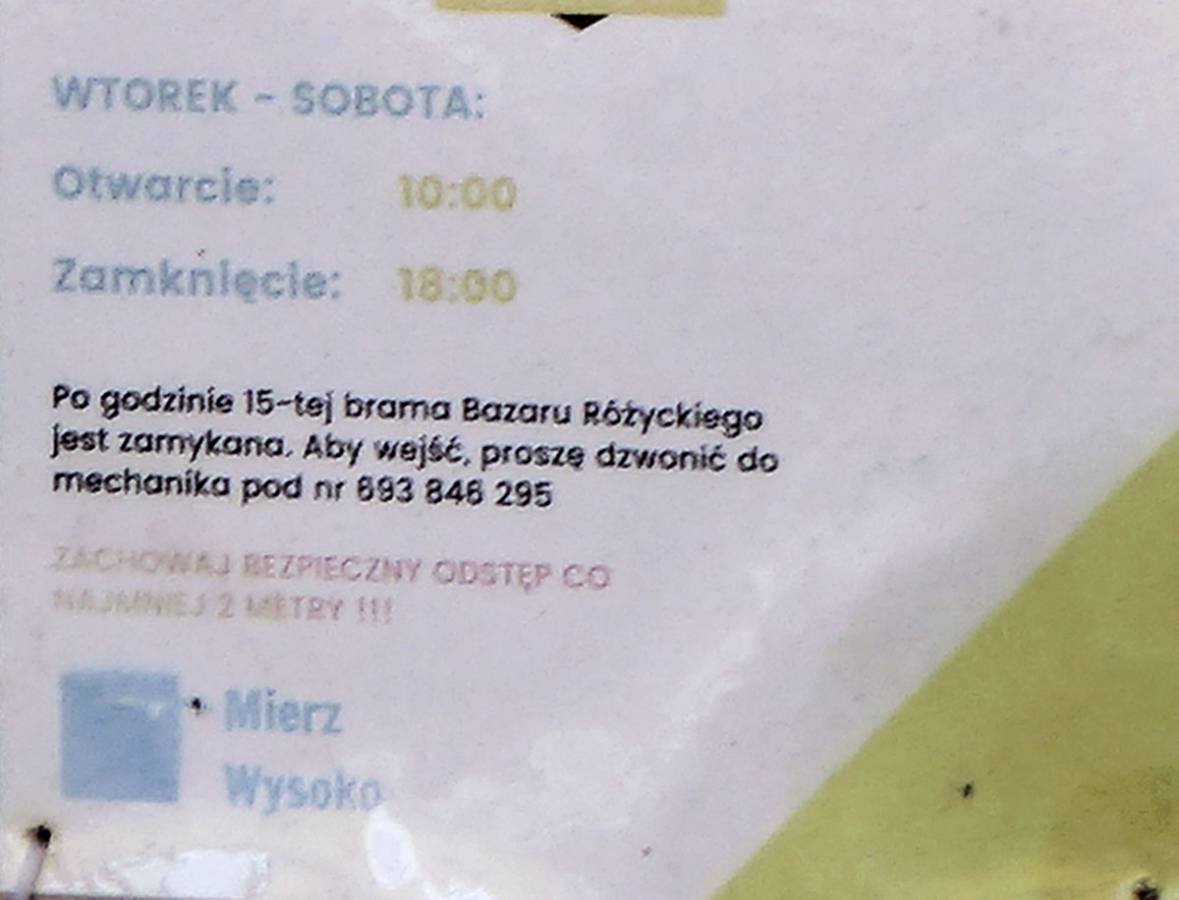 WTOREK - SOBOTA:
Otwarcie: 10:00
Zamknięcie: 18:00
Po godzinie 15-tej brama Bazaru Różyckiego
jest zamykana. Aby wejść, proszę dzwonić do
mechanika pod nr 693 846 295
ZACHOWAJ BEZPIECZNY ODSTĘP CO
NAJMNIEJ 2 METRY !!!
Mierz
Wysoko